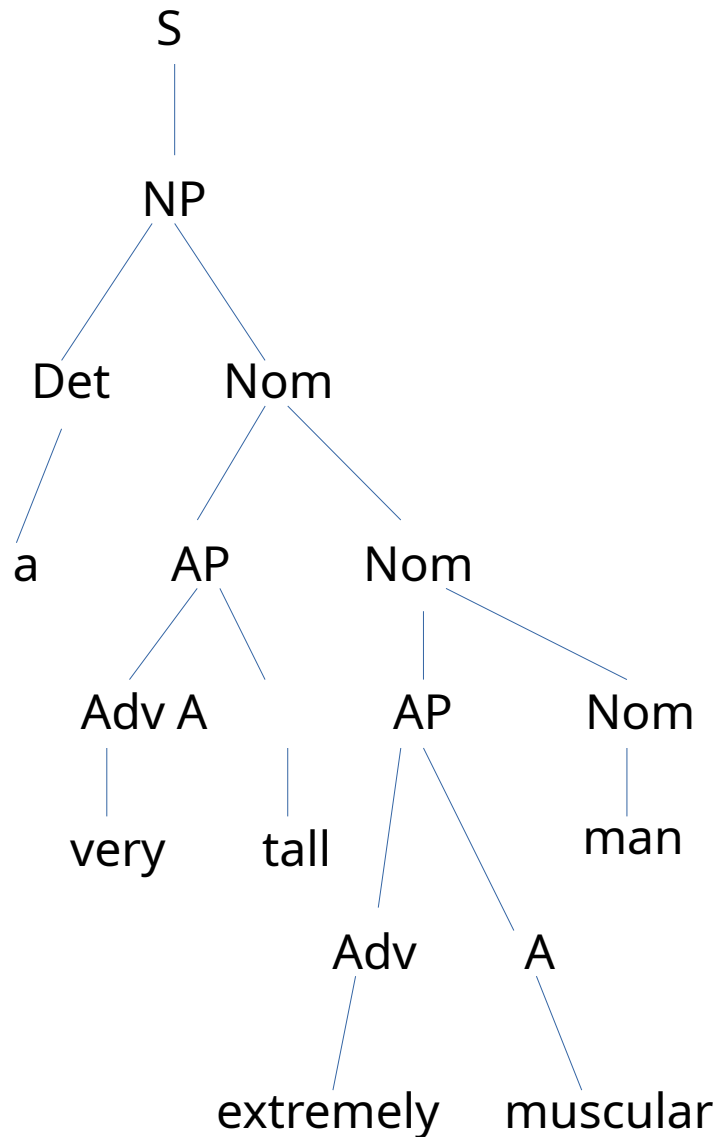 S
NP
Det Nom
a AP Nom
Adv A AP Nom
very tall man
Adv A
extremely muscular